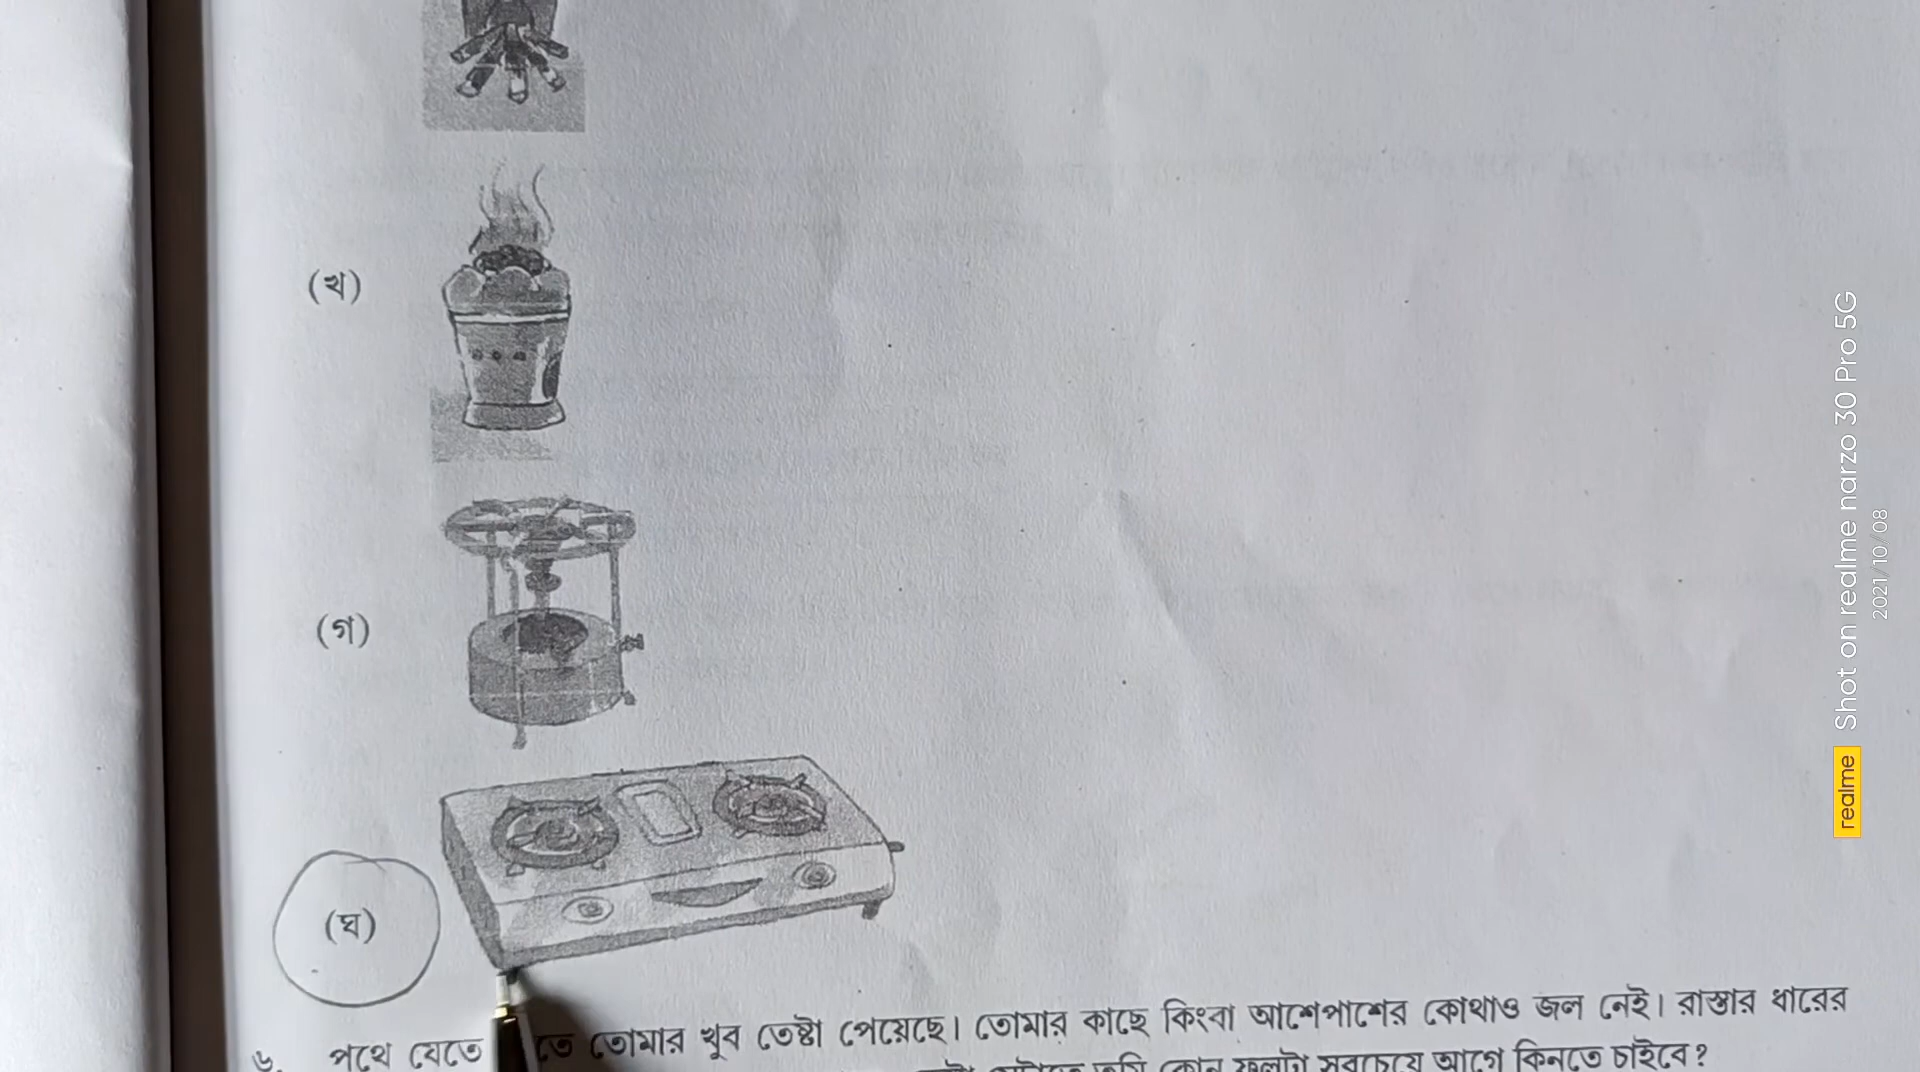 (খ)
(গ)
(ঘ)
৬. পথে যেতে তোমার খুব তেষ্টা পেয়েছে। তোমার কাছে কিংবা আশেপাশের কোথাও জল নেই। রাস্তার ধারের
কোন ফলটা সবচেয়ে আগে কিনতে চাইবে?
realme Shot on realme narzo 30 Pro 5G
2021/10/08